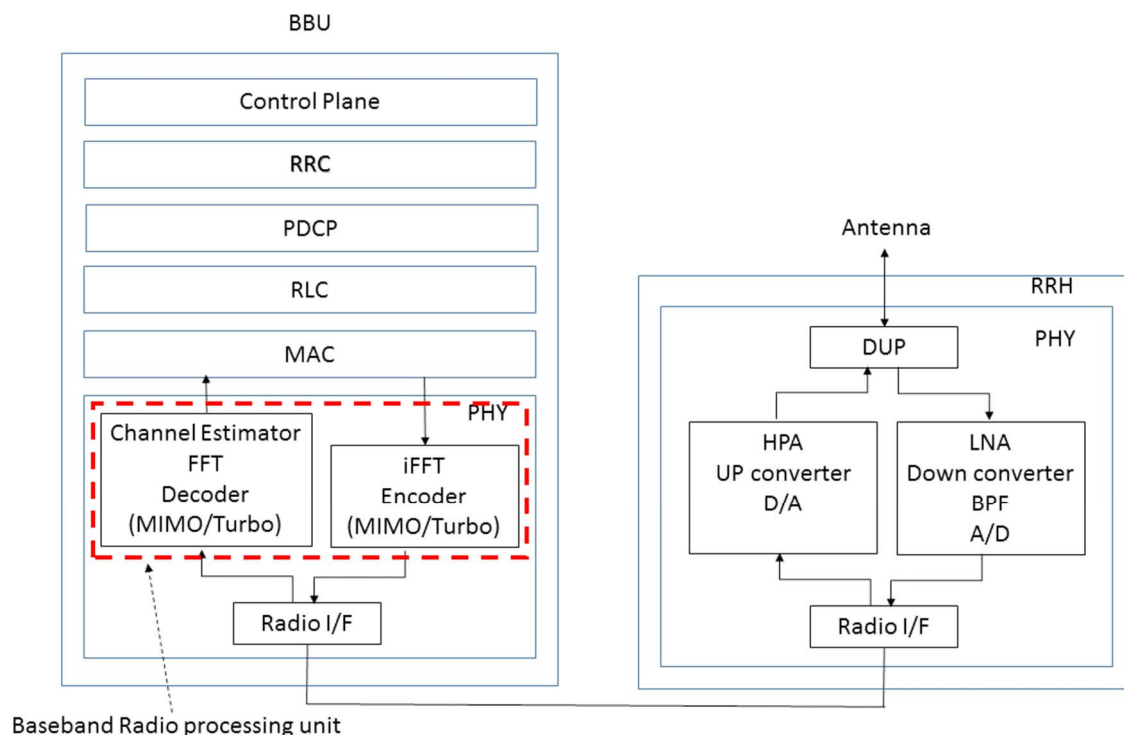 BBU
Control Plane
RRC
PDCP
RLC
MAC
PHY
Channel Estimator
FFT
Decoder
(MIMO/Turbo)
iFFT
Encoder
(MIMO/Turbo)
Radio I/F
Baseband Radio processing unit
Antenna
RRH
PHY
DUP
HPA
UP converter
D/A
LNA
Down converter
BPF
A/D
Radio I/F